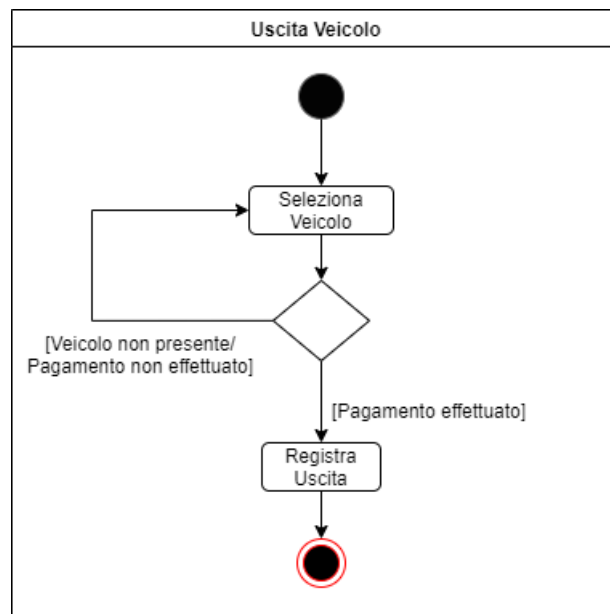 Uscita Veicolo
Seleziona
Veicolo
[Veicolo non presente/
Pagamento non effettuato]
[Pagamento effettuato]
Registra
Uscita